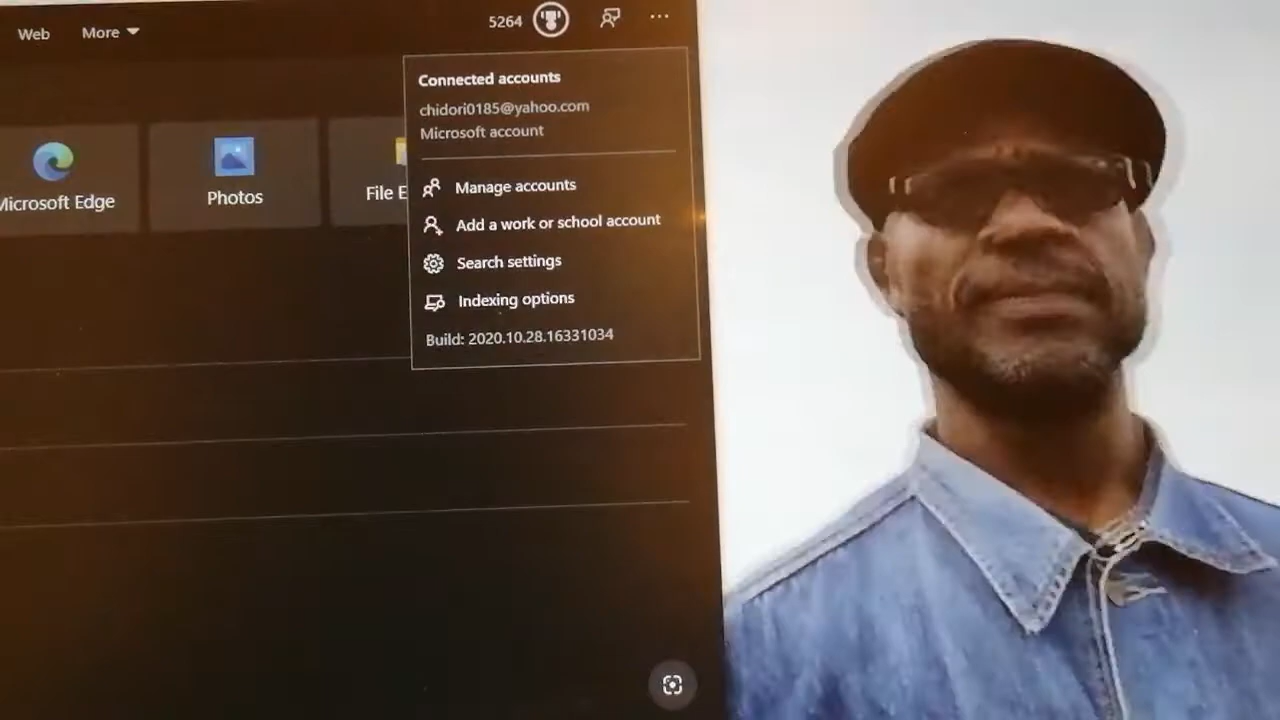 Web More 5264
Connected accounts
chidori0185@yahoo.com
Microsoft account
Microsoft Edge
Photos
File E
Manage accounts
Add a work or school account
Search settings
Indexing options
Build: 2020.10.28.16331034